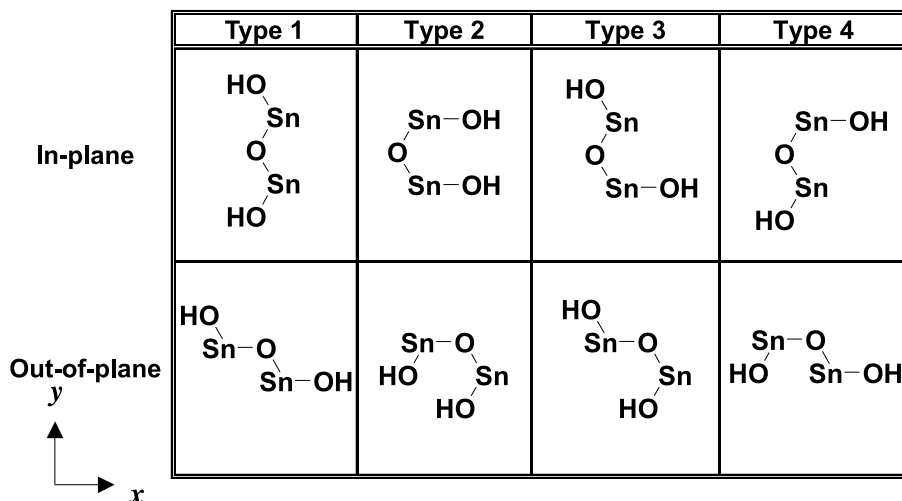 Type 1 Type 2 Type 3 Type 4
In-plane
HO
Sn
O
Sn
HO
Sn OH
O
Sn OH
HO
Sn
O
Sn OH
Sn OH
O
Sn
HO
Out-of-plane
HO
Sn O
Sn OH
Sn O
HO Sn
HO
HO
Sn O
Sn
HO
Sn O
HO Sn OH
y
x